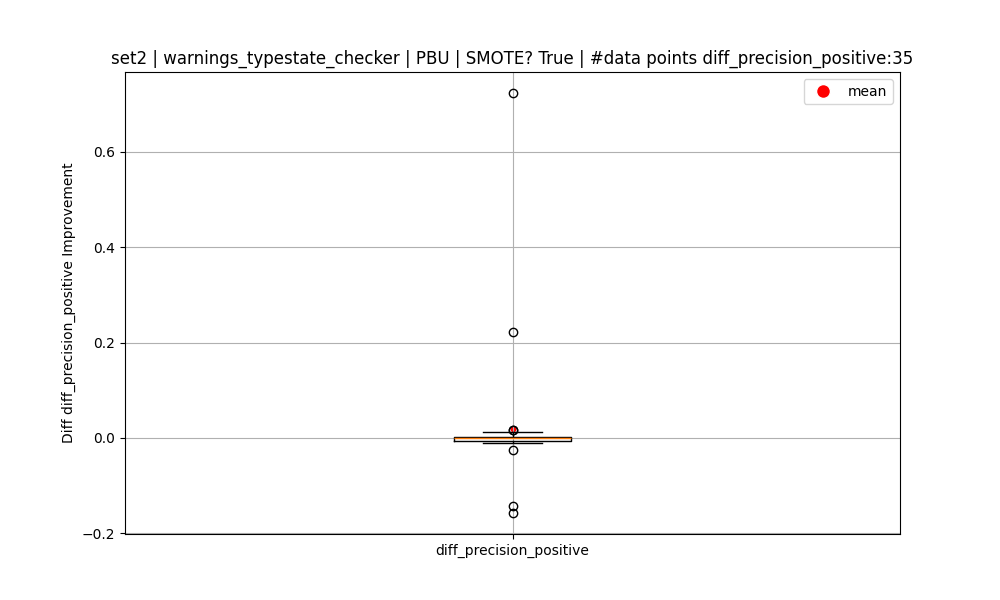 set2 | warnings_typestate_checker | PBU | SMOTE? True | #data points diff_precision_positive:35
mean
0.6
0.4
0.2
0.0
−0.2
Diff diff_precision_positive Improvement
diff_precision_positive